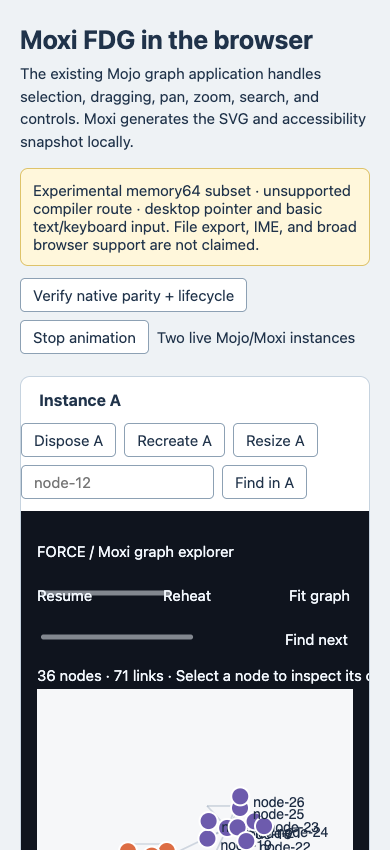 Moxi FDG in the browser
The existing Mojo graph application handles
selection, dragging, pan, zoom, search, and
controls. Moxi generates the SVG and accessibility
snapshot locally.
Experimental memory64 subset · unsupported
compiler route · desktop pointer and basic
text/keyboard input. File export, IME, and broad
browser support are not claimed.
Verify native parity + lifecycle
Stop animation Two live Mojo/Moxi instances
Instance A
Dispose A Recreate A Resize A
node-12 Find in A
FORCE / Moxi graph explorer
Resume Reheat Fit graph
Find next
36 nodes · 71 links · Select a node to inspect its
node-26
node-25
node-23
node-24
node-22